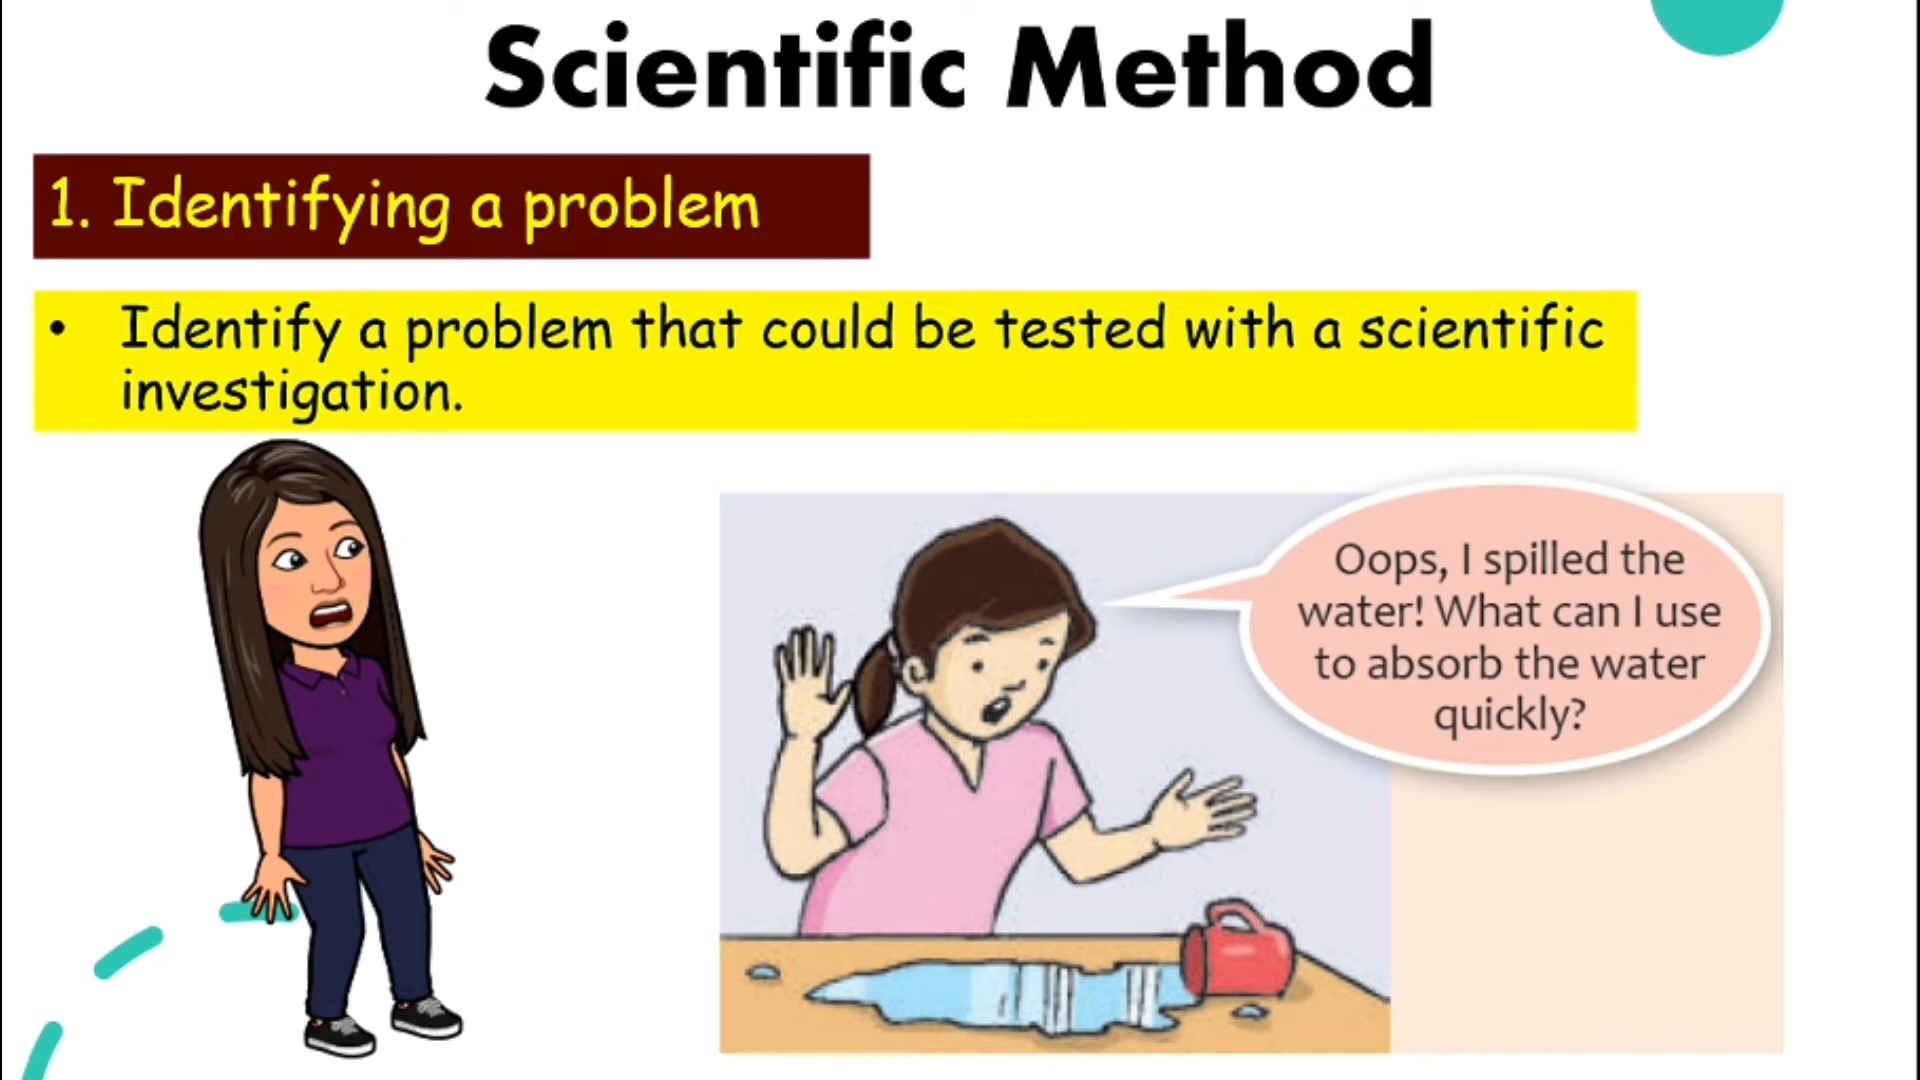 Scientific Method
1. Identifying a problem
• Identify a problem that could be tested with a scientific
investigation.
Oops, I spilled the
water! What can I use
to absorb the water
quickly?